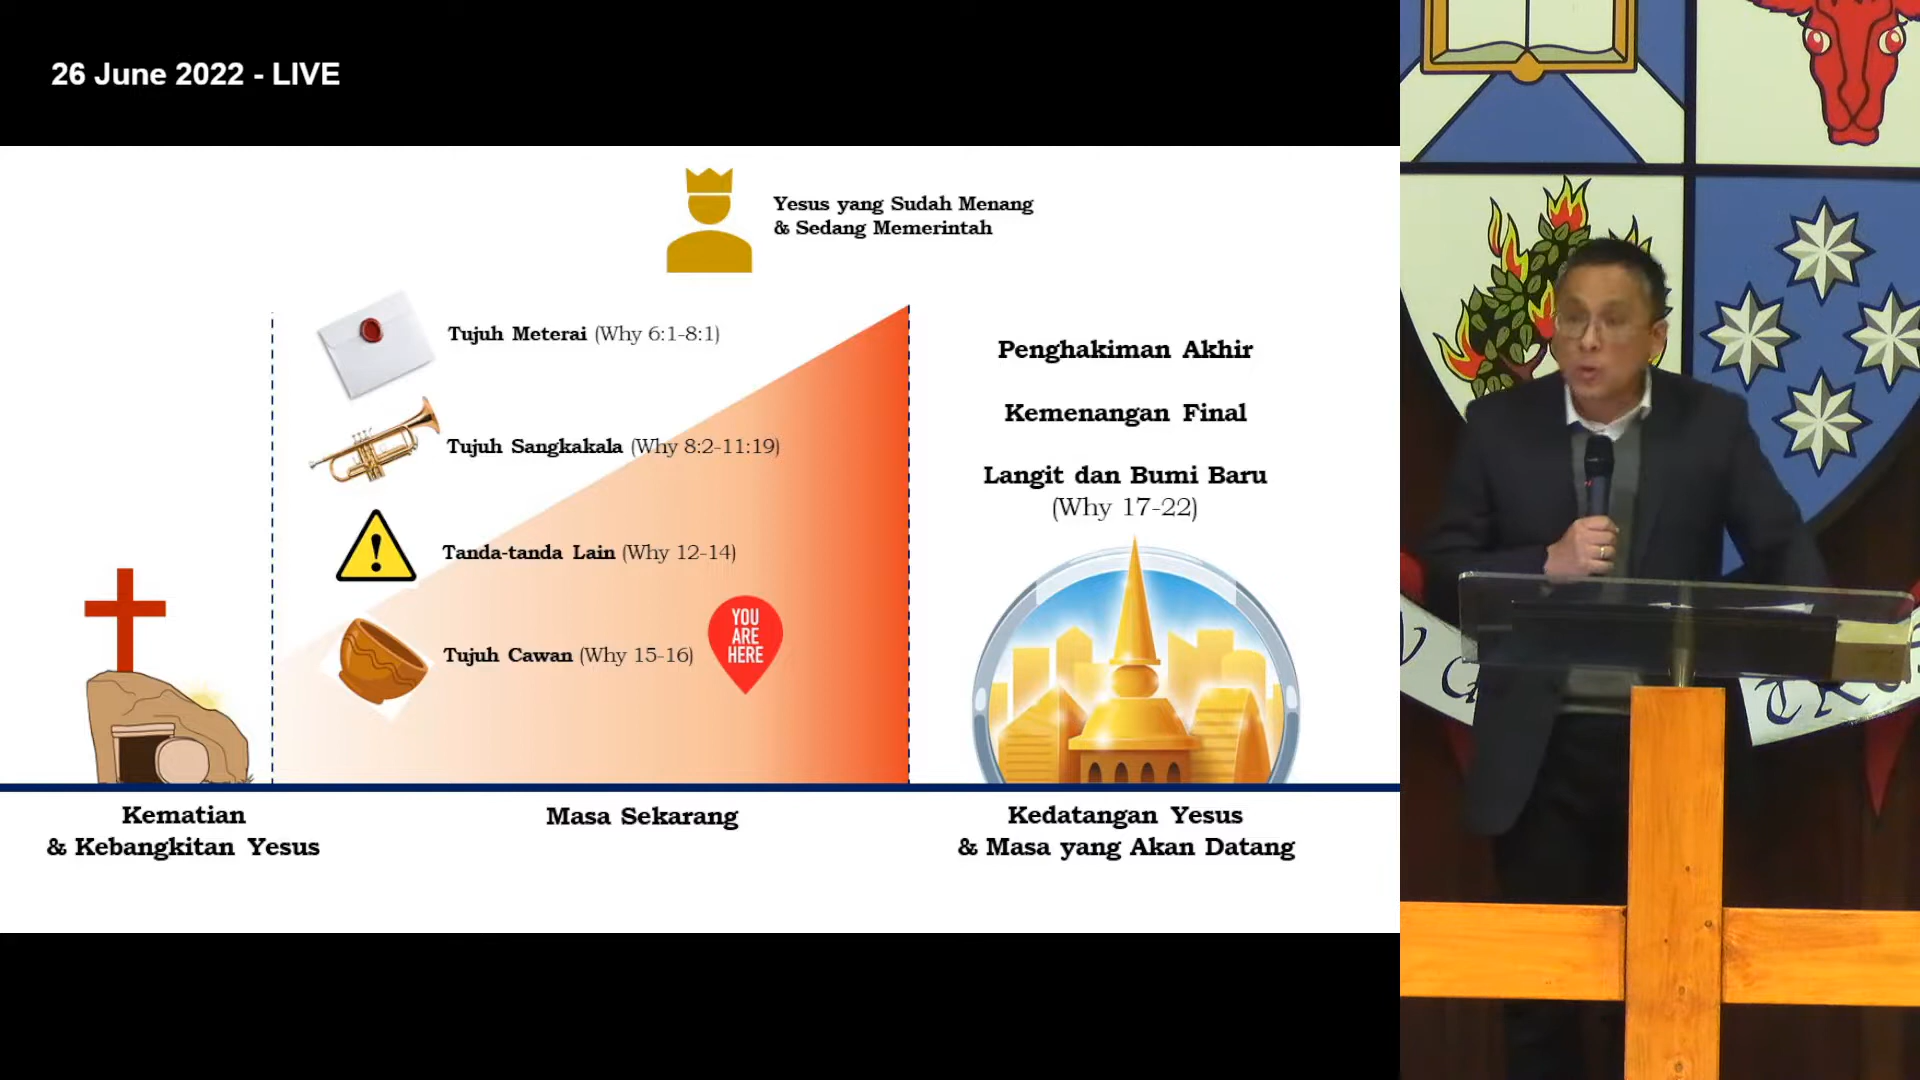 26 June 2022 - LIVE
Yesus yang Sudah Menang
& Sedang Memerintah
Tujuh Meterai (Why 6:1-8:1)
Tujuh Sangkakala (Why 8:2-11:19)
Tanda-tanda Lain (Why 12-14)
Tujuh Cawan (Why 15-16)
YOU
ARE
HERE
Penghakiman Akhir
Kemenangan Final
Langit dan Bumi Baru
(Why 17-22)
Kematian
& Kebangkitan Yesus
Masa Sekarang
Kedatangan Yesus
& Masa yang Akan Datang